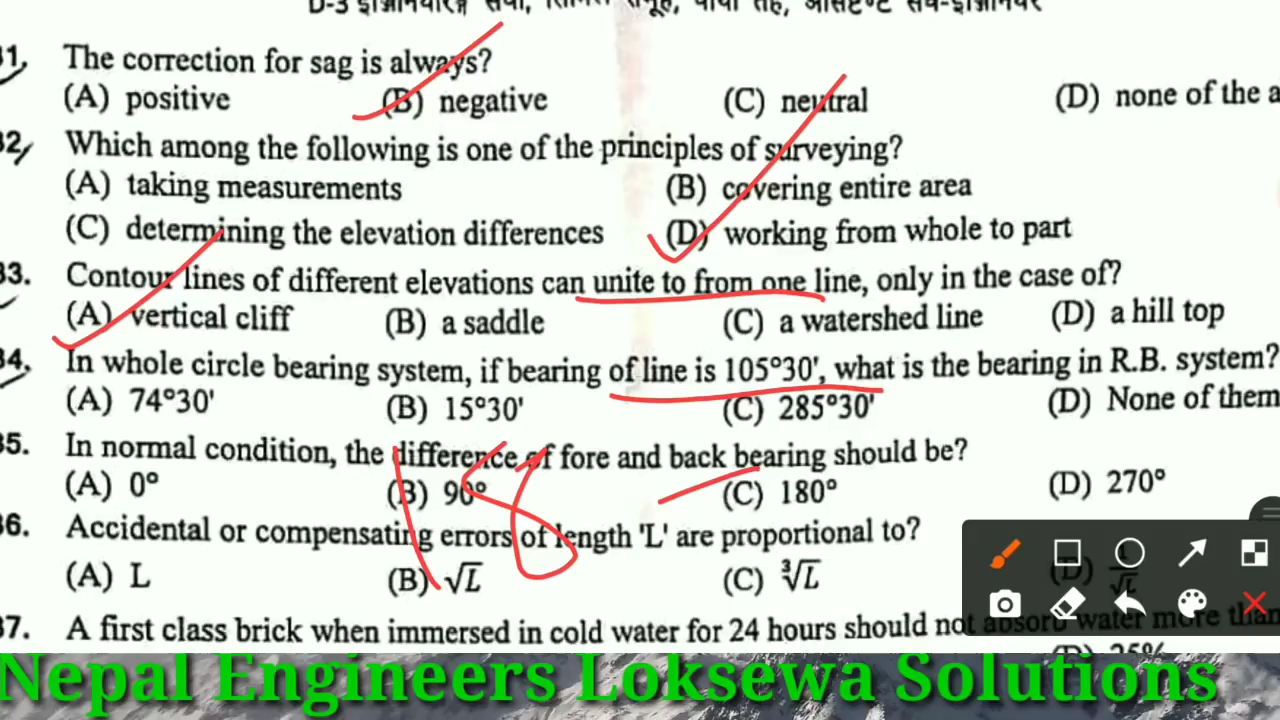 31. The correction for sag is always?
(A) positive (B) negative (C) neutral (D) none of the a
32. Which among the following is one of the principles of surveying?
(A) taking measurements (B) covering entire area
(C) determining the elevation differences (D) working from whole to part
33. Contour lines of different elevations can unite to from one line, only in the case of?
(A) vertical cliff (B) a saddle (C) a watershed line (D) a hill top
34. In whole circle bearing system, if bearing of line is 105°30', what is the bearing in R.B. system?
(A) 74°30' (B) 15°30' (C) 285°30' (D) None of them
35. In normal condition, the difference of fore and back bearing should be?
(A) 0° (B) 90° (C) 180° (D) 270°
18
36. Accidental or compensating errors of length 'L' are proportional to?
(A) L (B) √L (C) ∛L (D) 1/√L
37. A first class brick when immersed in cold water for 24 hours should not absorb water more than
(D) 25%
Nepal Engineers Loksewa Solutions